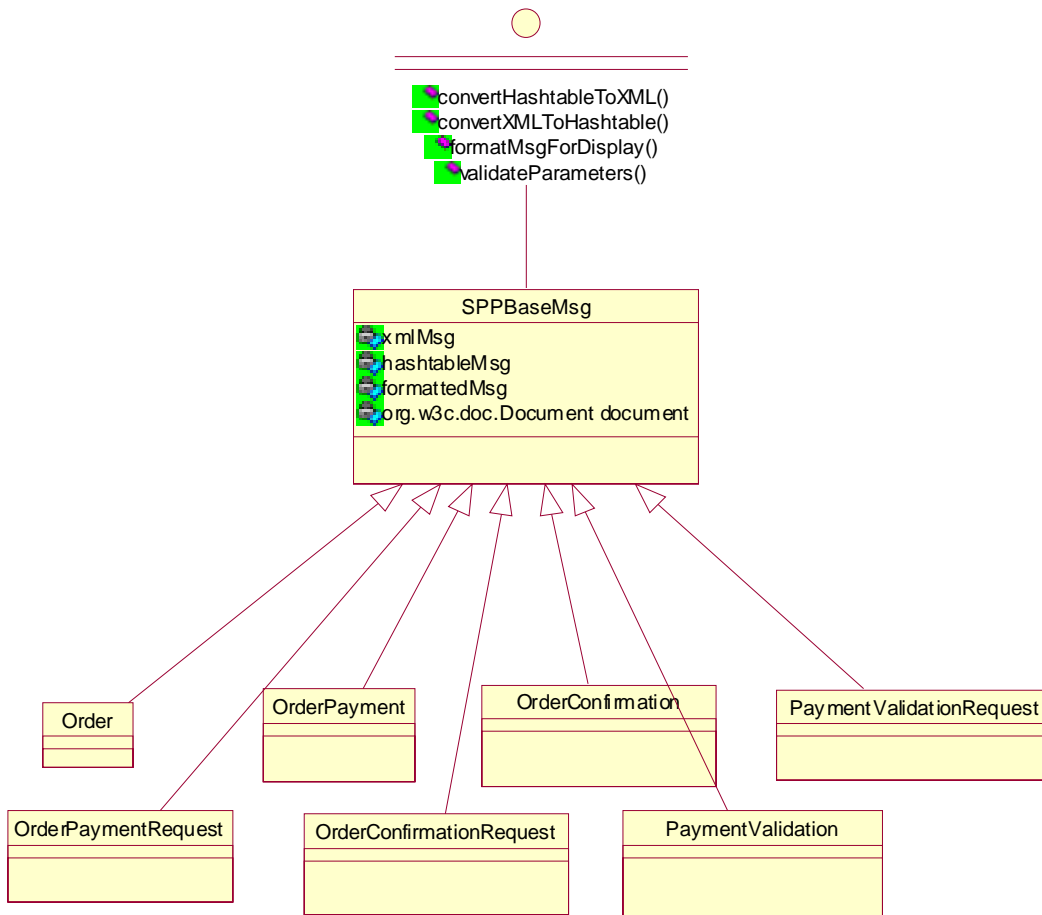 convertHashtableToXML()
convertXMLToHashtable()
formatMsgForDisplay()
validateParameters()
SPPBaseMsg
xmlMsg
hashtableMsg
formattedMsg
org.w3c.doc.Document document
Order
OrderPayment
OrderConfirmation
PaymentValidationRequest
OrderPaymentRequest
OrderConfirmationRequest
PaymentValidation